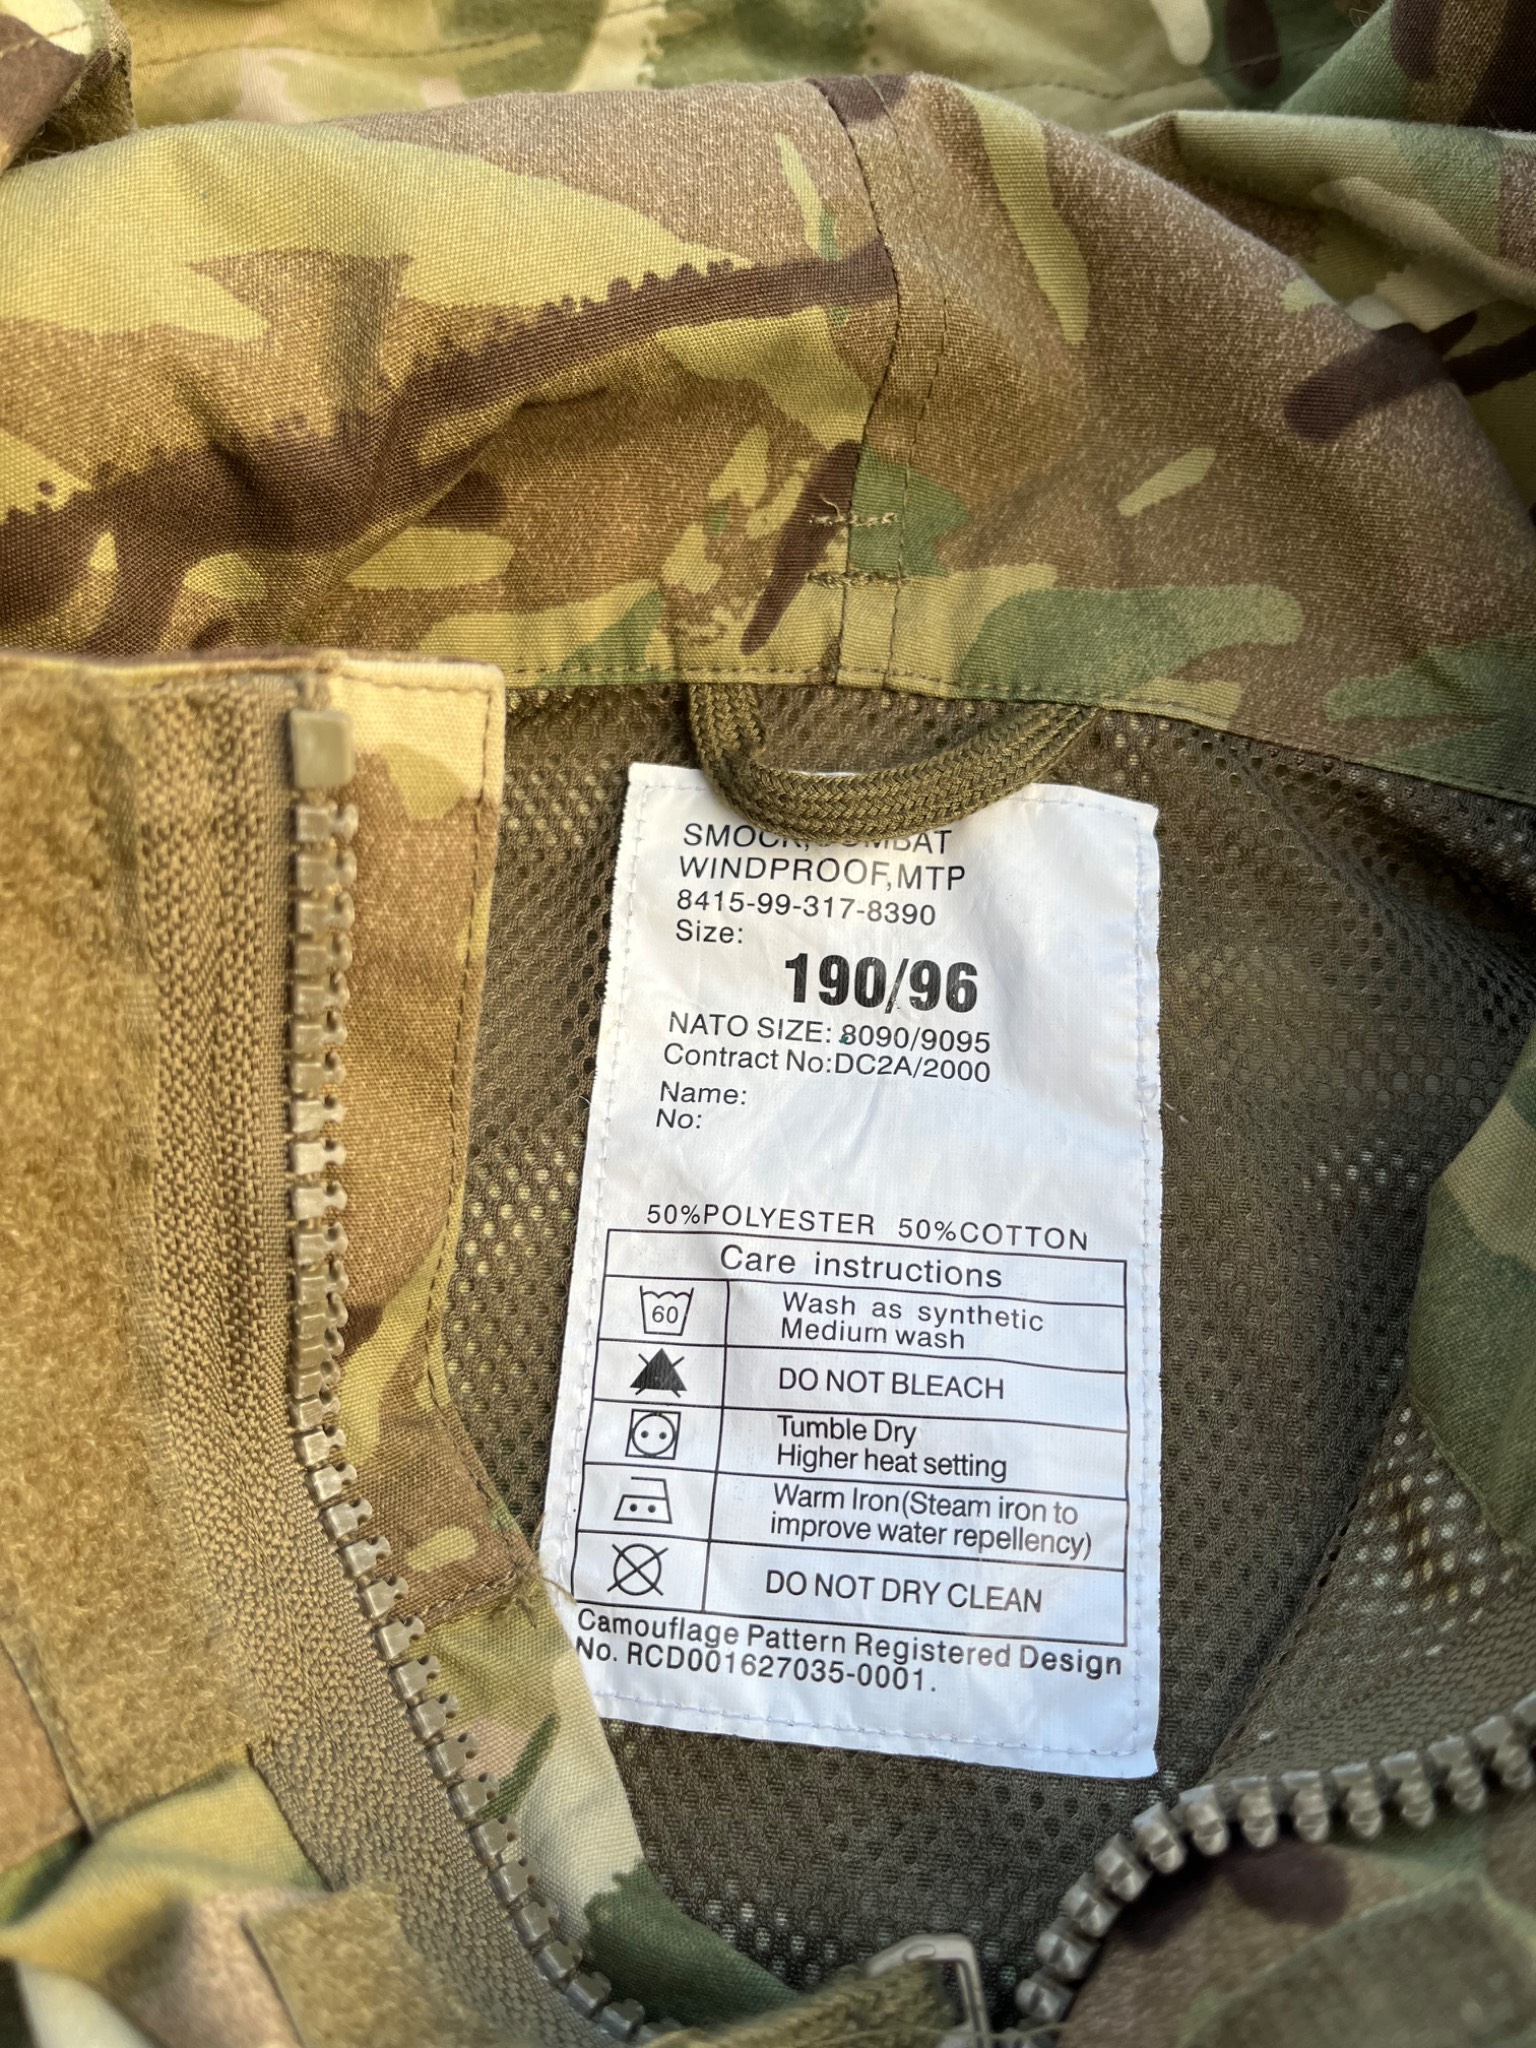 SMOCK, COMBAT
WINDPROOF,MTP
8415-99-317-8390
Size:
190/96
NATO SIZE: 8090/9095
Contract No:DC2A/2000
Name:
No:
50%POLYESTER 50%COTTON
Care instructions
60
Wash as synthetic
Medium wash
DO NOT BLEACH
Tumble Dry
Higher heat setting
Warm Iron(Steam iron to
improve water repellency)
DO NOT DRY CLEAN
Camouflage Pattern Registered Design
No. RCD001627035-0001.